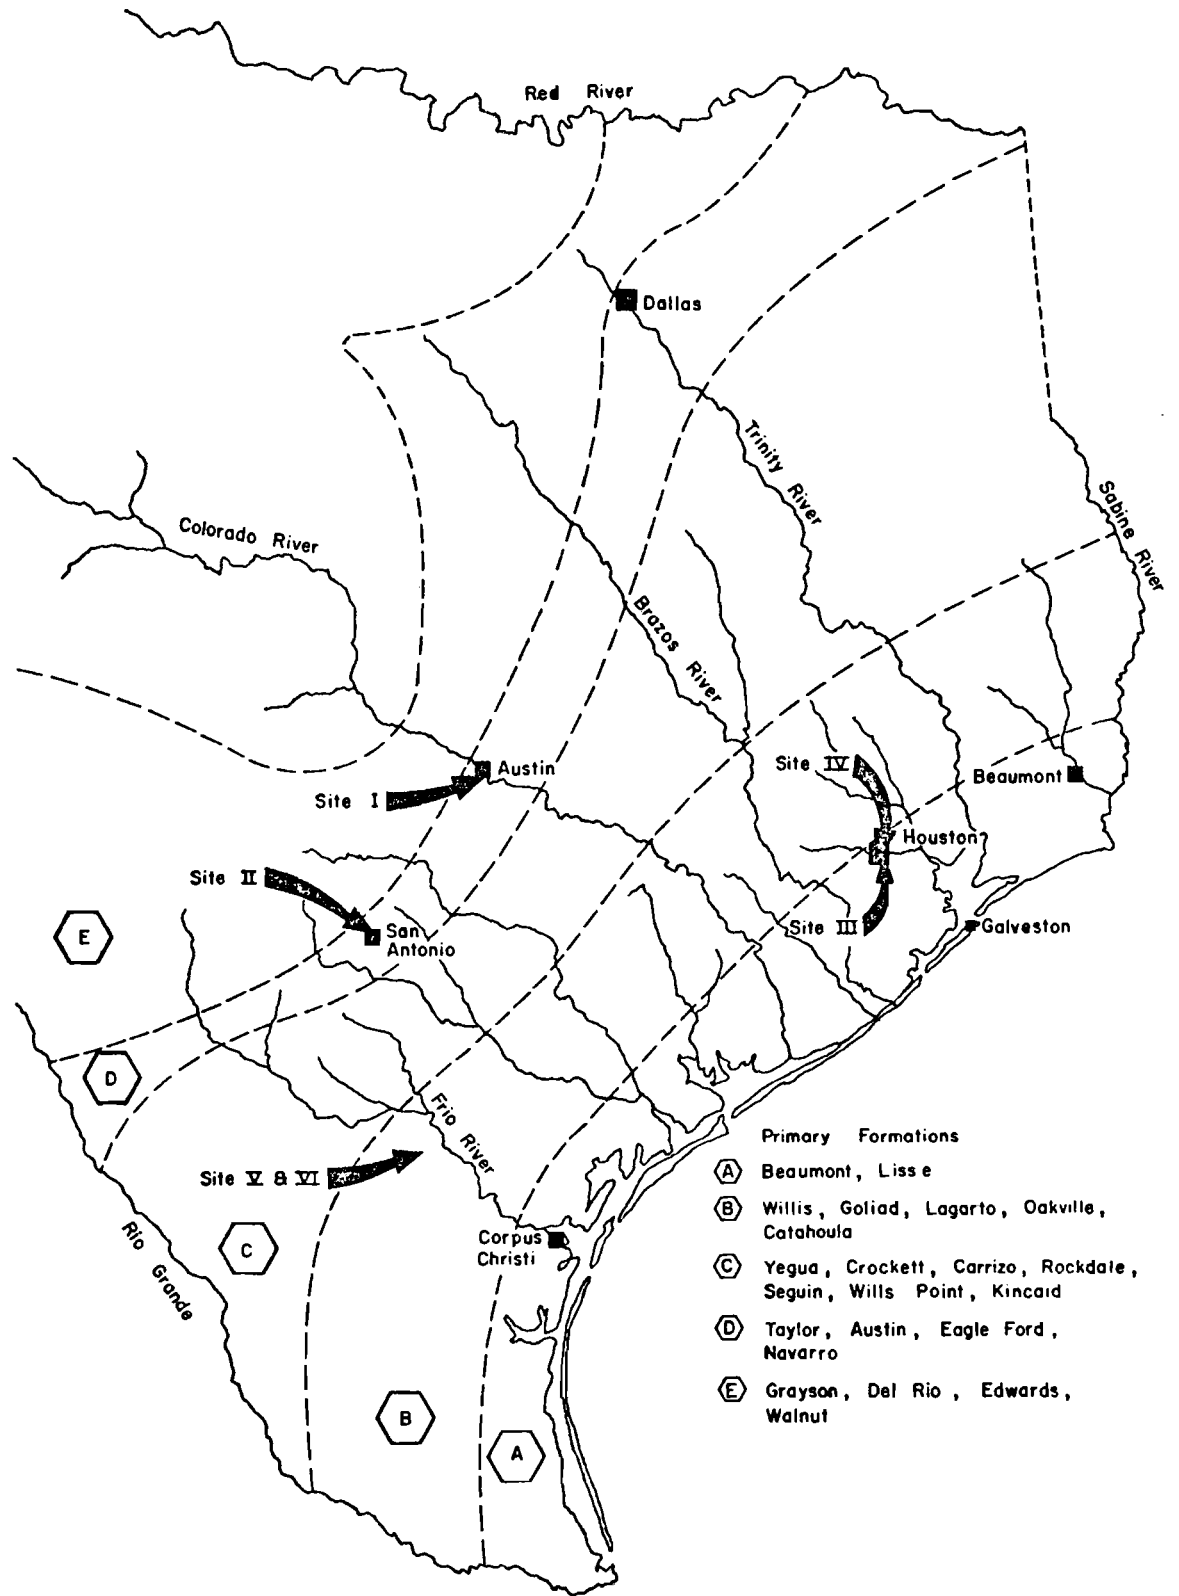 Red River
Dallas
Trinity River
Sabine River
Colorado River
Brazos River
Austin
Site I
Site IV
Beaumont
Houston
Site II
Site III
Galveston
San
Antonio
E
D
Frio River
Site V & VI
C
Rio Grande
Corpus
Christi
B
A
Primary Formations
A Beaumont, Lisse
B Willis, Goliad, Lagarto, Oakville,
Catahoula
C Yegua, Crockett, Carrizo, Rockdale,
Seguin, Wills Point, Kincaid
D Taylor, Austin, Eagle Ford,
Navarro
E Grayson, Del Rio, Edwards,
Walnut